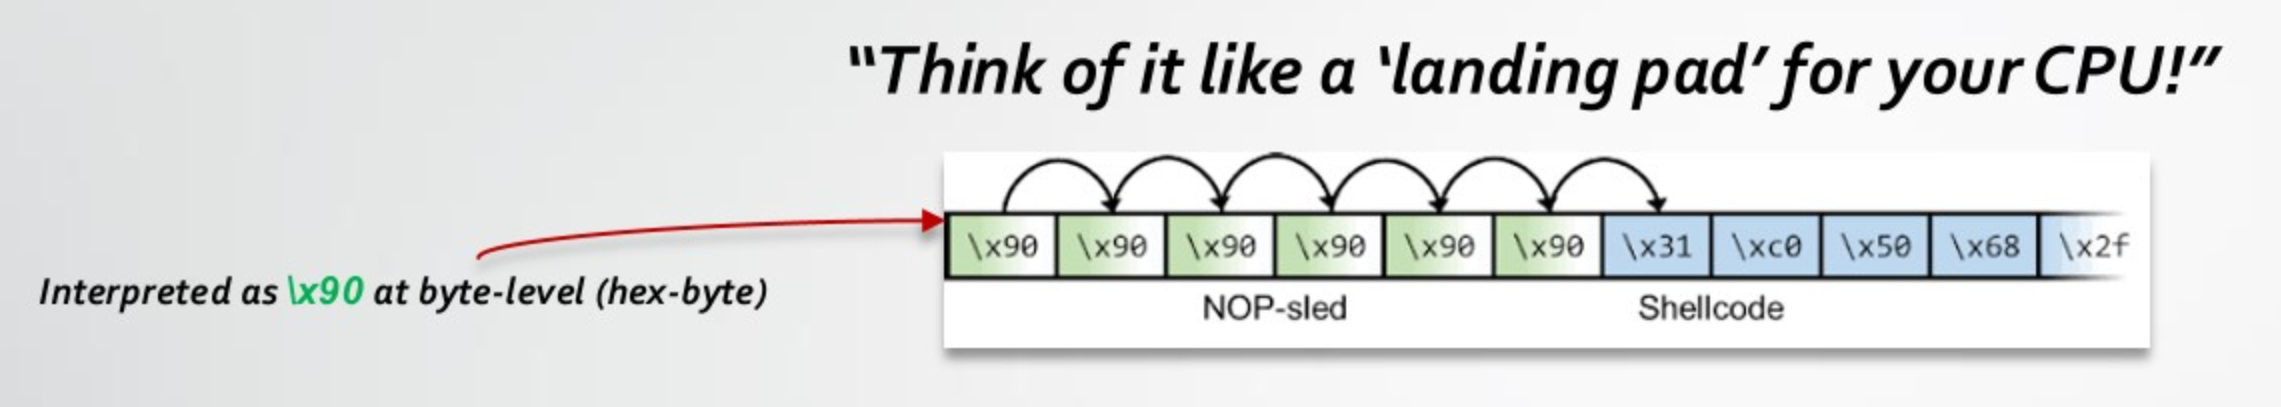 “Think of it like a ‘landing pad’ for your CPU!”
\x90 \x90 \x90 \x90 \x90 \x90 \x31 \xc0 \x50 \x68 \x2f
Interpreted as \x90 at byte-level (hex-byte)
NOP-sled Shellcode